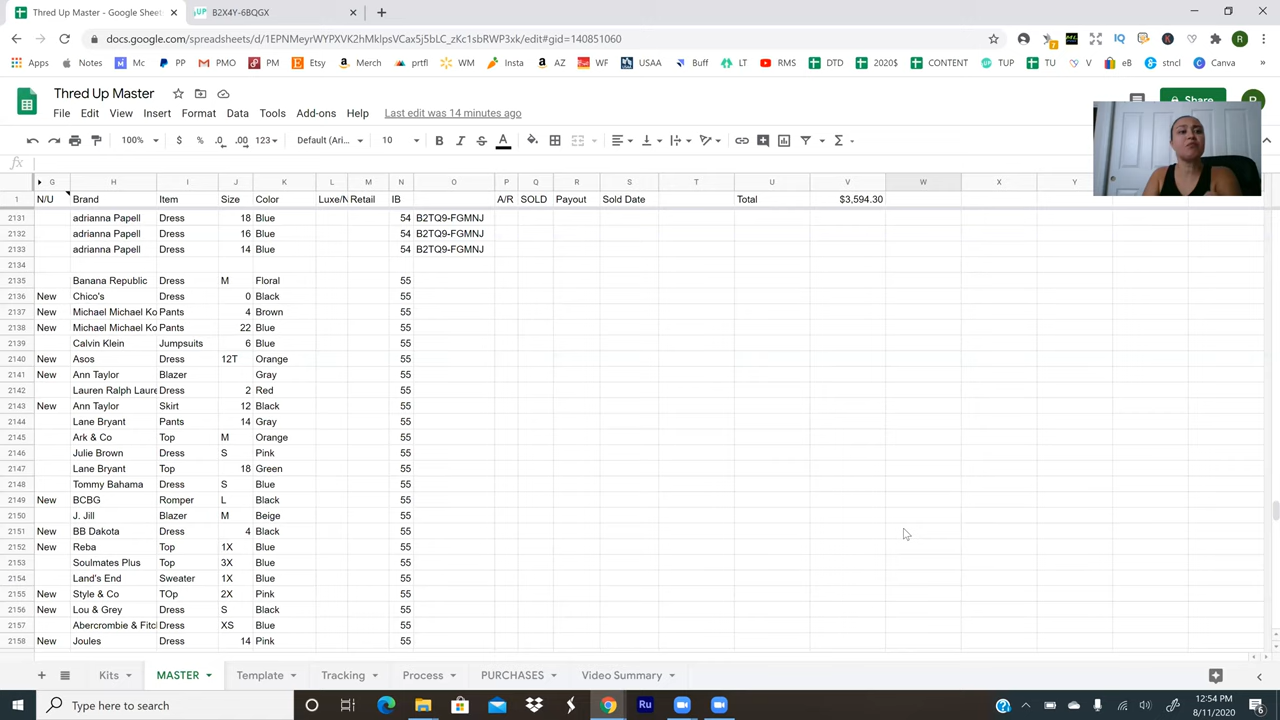 Thred Up Master - Google Sheet
B2X4Y-6BQGX
docs.google.com/spreadsheets/d/1EPNMeyrWYPXVK2hMklpsVCax5j5bLC_zKc1sbRWP3xk/edit#gid=140851060
R
Apps Notes Mc PP PMO PM Etsy Merch prtfl WM Insta AZ WF USAA Buff LT RMS DTD 2020$ CONTENT TUP TU V eB stncl Canva
Thred Up Master
Share
File Edit View Insert Format Data Tools Add-ons Help Last edit was 14 minutes ago
100% $ % .0 .00 123 Default (Ari... 10 B I S A
fx
G H I J K L M N O P Q R S T U V W X Y
1 N/U Brand Item Size Color Luxe/N Retail IB A/R SOLD Payout Sold Date Total $3,594.30
2131 adrianna Papell Dress 18 Blue 54 B2TQ9-FGMNJ
2132 adrianna Papell Dress 16 Blue 54 B2TQ9-FGMNJ
2133 adrianna Papell Dress 14 Blue 54 B2TQ9-FGMNJ
2134
2135 Banana Republic Dress M Floral 55
2136 New Chico's Dress 0 Black 55
2137 New Michael Michael Ko Pants 4 Brown 55
2138 New Michael Michael Ko Pants 22 Blue 55
2139 Calvin Klein Jumpsuits 6 Blue 55
2140 New Asos Dress 12T Orange 55
2141 New Ann Taylor Blazer Gray 55
2142 Lauren Ralph Laure Dress 2 Red 55
2143 New Ann Taylor Skirt 12 Black 55
2144 Lane Bryant Pants 14 Gray 55
2145 Ark & Co Top M Orange 55
2146 Julie Brown Dress S Pink 55
2147 Lane Bryant Top 18 Green 55
2148 Tommy Bahama Dress S Blue 55
2149 New BCBG Romper L Black 55
2150 J. Jill Blazer M Beige 55
2151 New BB Dakota Dress 4 Black 55
2152 New Reba Top 1X Blue 55
2153 Soulmates Plus Top 3X Blue 55
2154 Land's End Sweater 1X Blue 55
2155 New Style & Co TOp 2X Pink 55
2156 New Lou & Grey Dress S Black 55
2157 Abercrombie & Fitc Dress XS Blue 55
2158 New Joules Dress 14 Pink 55
Kits MASTER Template Tracking Process PURCHASES Video Summary
Type here to search
Ru
12:54 PM
8/11/2020